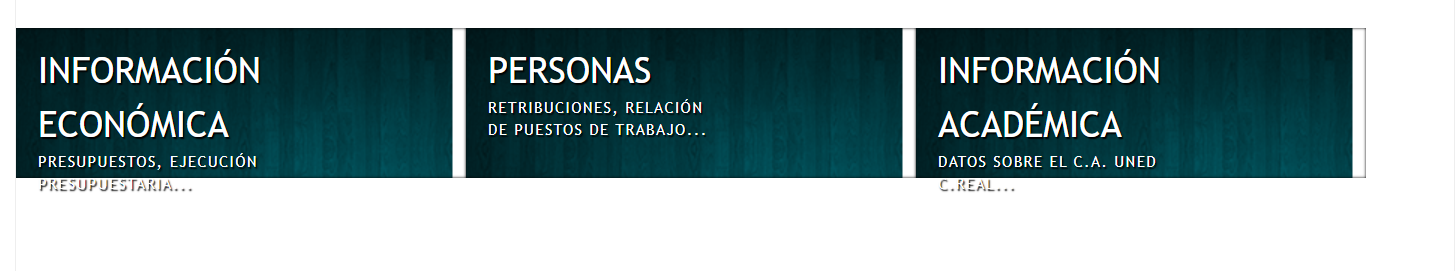 INFORMACIÓN
ECONÓMICA
PRESUPUESTOS, EJECUCIÓN
PRESUPUESTARIA...
PERSONAS
RETRIBUCIONES, RELACIÓN
DE PUESTOS DE TRABAJO...
INFORMACIÓN
ACADÉMICA
DATOS SOBRE EL C.A. UNED
C.REAL...